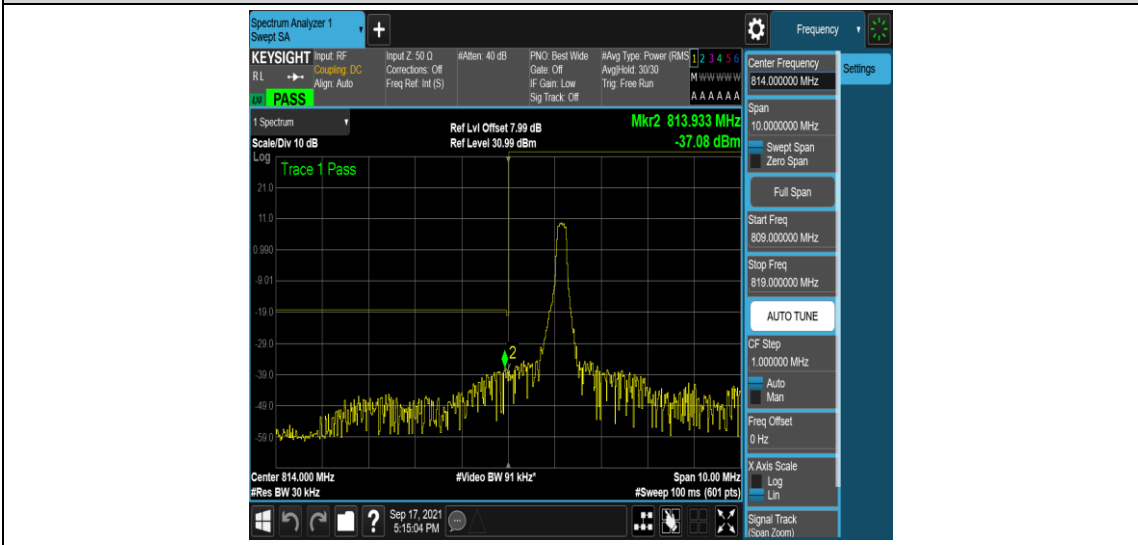 Spectrum Analyzer 1
Swept SA
+
Frequency
KEYSIGHT
Input: RF
Coupling: DC
Align: Auto
Input Z: 50 Ω
Corrections: Off
Freq Ref: Int (S)
#Atten: 40 dB
PNO: Best Wide
Gate: Off
IF Gain: Low
Sig Track: Off
#Avg Type: Power (RMS
Avg|Hold: 30/30
Trig: Free Run
1 2 3 4 5 6
M W W W W W
A A A A A A
RL
LXI PASS
Center Frequency
814.000000 MHz
Settings
Span
10.0000000 MHz
Swept Span
Zero Span
Full Span
Start Freq
809.000000 MHz
Stop Freq
819.000000 MHz
AUTO TUNE
CF Step
1.000000 MHz
Auto
Man
Freq Offset
0 Hz
X Axis Scale
Log
Lin
Signal Track
(Span Zoom)
1 Spectrum
Scale/Div 10 dB
Ref Lvl Offset 7.99 dB
Ref Level 30.99 dBm
Mkr2 813.933 MHz
-37.08 dBm
Log
Trace 1 Pass
21.0
11.0
0.990
-9.01
-19.0
-29.0
-39.0
-49.0
-59.0
2
Center 814.000 MHz
#Video BW 91 kHz*
Span 10.00 MHz
#Res BW 30 kHz
#Sweep 100 ms (601 pts)
?
Sep 17, 2021
5:15:04 PM